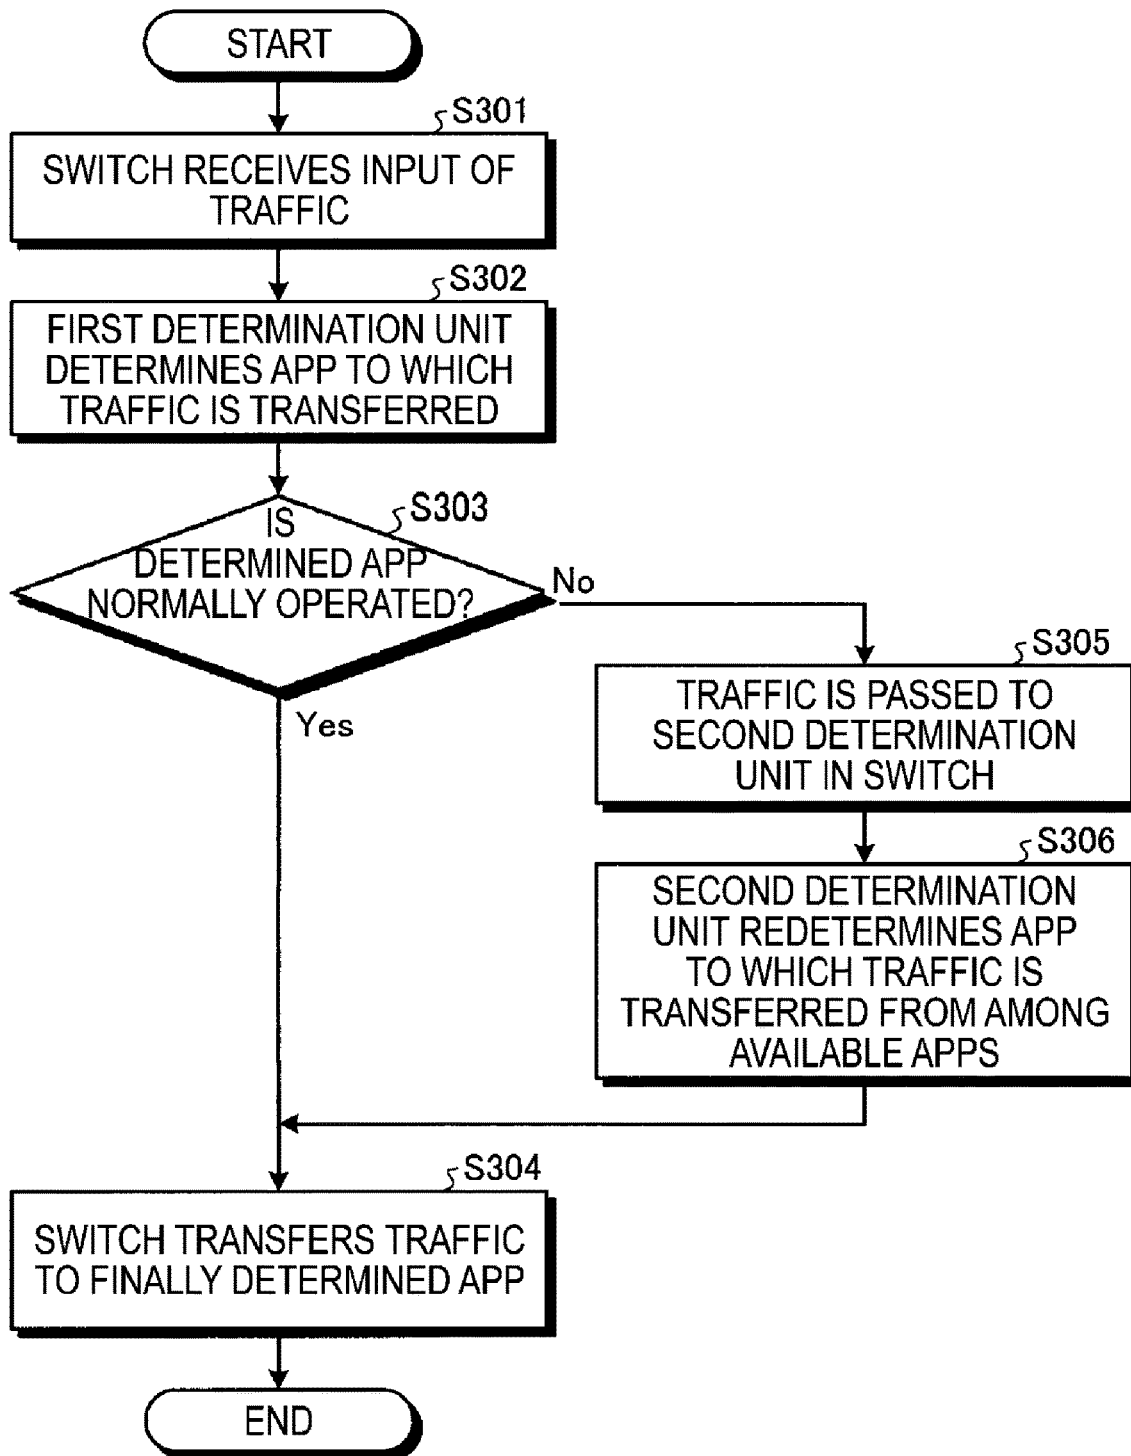 START
S301
SWITCH RECEIVES INPUT OF
TRAFFIC
S302
FIRST DETERMINATION UNIT
DETERMINES APP TO WHICH
TRAFFIC IS TRANSFERRED
S303
IS
DETERMINED APP
NORMALLY OPERATED?
No
Yes
S305
TRAFFIC IS PASSED TO
SECOND DETERMINATION
UNIT IN SWITCH
S306
SECOND DETERMINATION
UNIT REDETERMINES APP
TO WHICH TRAFFIC IS
TRANSFERRED FROM AMONG
AVAILABLE APPS
S304
SWITCH TRANSFERS TRAFFIC
TO FINALLY DETERMINED APP
END